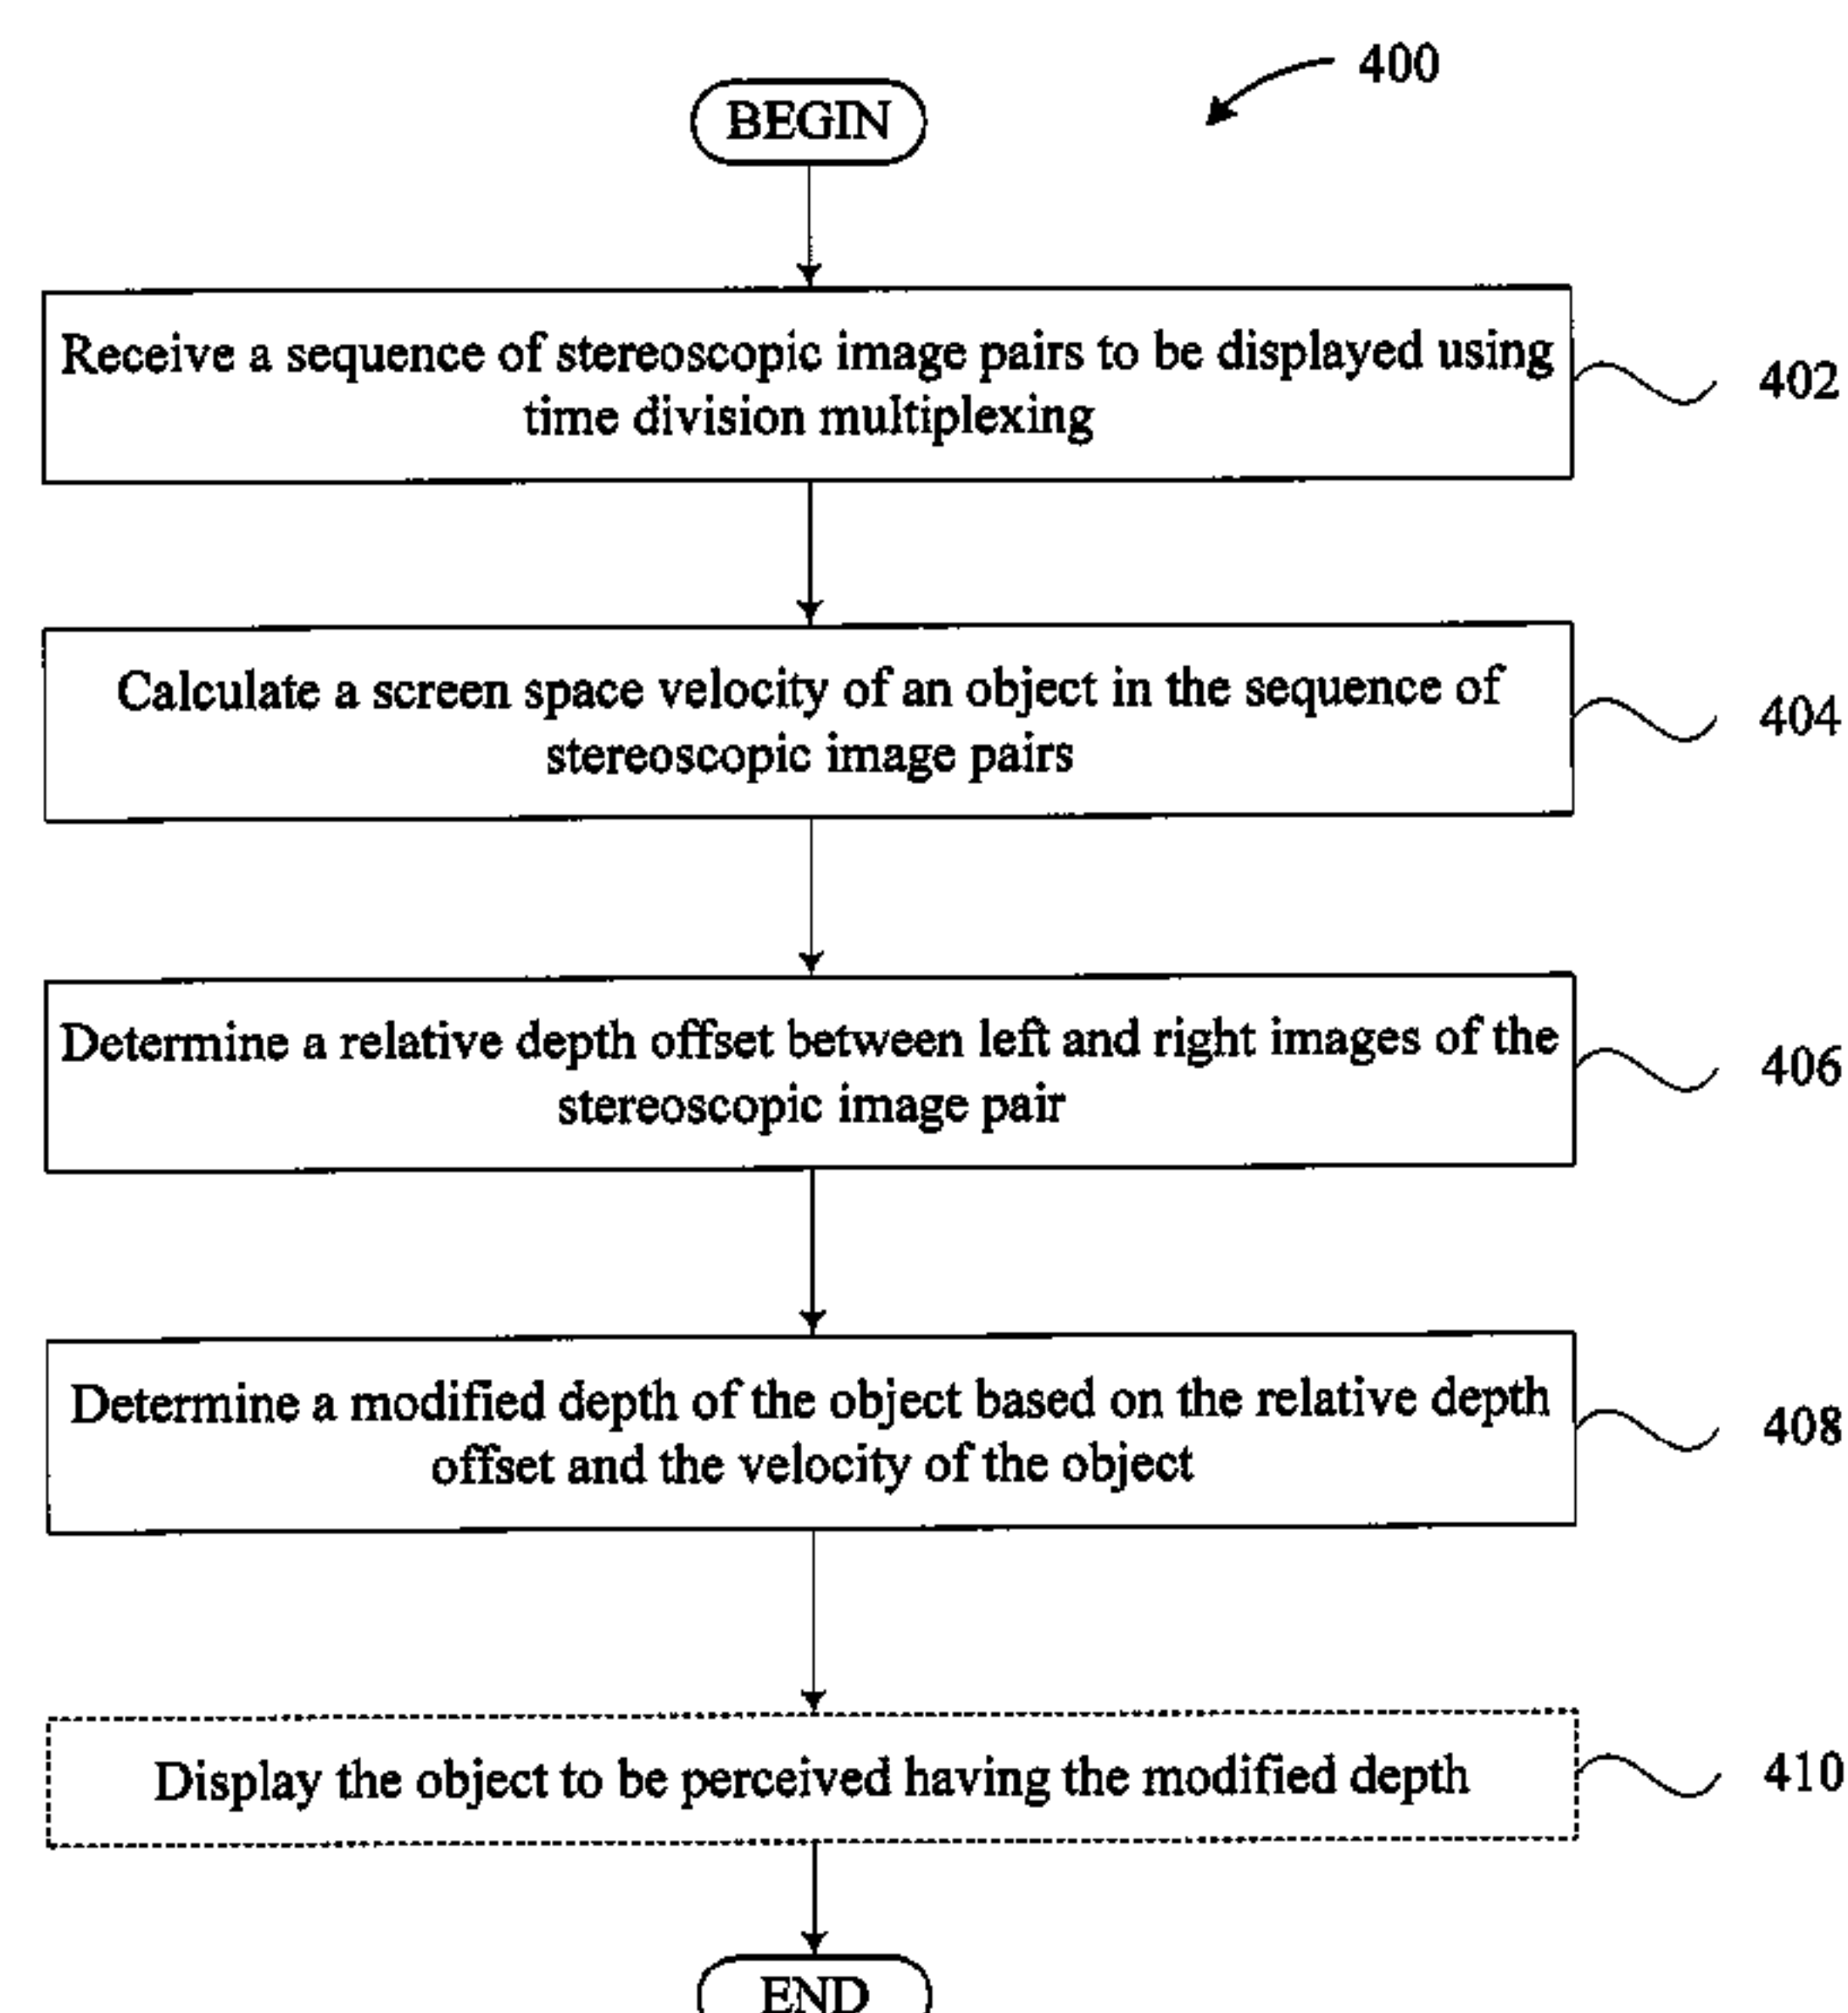 400
BEGIN
Receive a sequence of stereoscopic image pairs to be displayed using
time division multiplexing
402
Calculate a screen space velocity of an object in the sequence of
stereoscopic image pairs
404
Determine a relative depth offset between left and right images of the
stereoscopic image pair
406
Determine a modified depth of the object based on the relative depth
offset and the velocity of the object
408
Display the object to be perceived having the modified depth
410
END